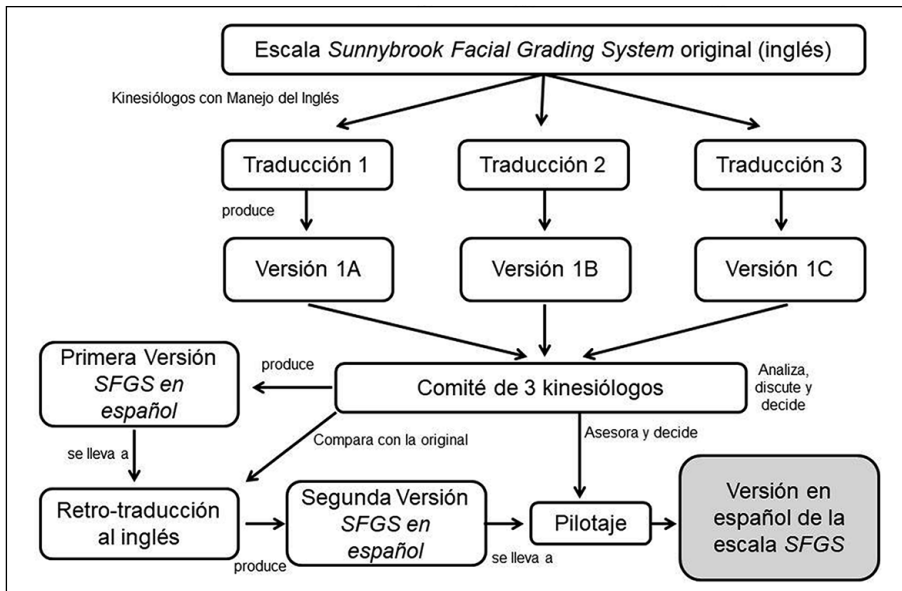 Escala Sunnybrook Facial Grading System original (inglés)
Kinesiólogos con Manejo del Inglés
Traducción 1
Traducción 2
Traducción 3
produce
Versión 1A
Versión 1B
Versión 1C
Primera Versión
SFGS en
español
produce
Comité de 3 kinesiólogos
Analiza,
discute y
decide
se lleva a
Compara con la original
Asesora y decide
Retro-traducción
al inglés
produce
Segunda Versión
SFGS en
español
se lleva a
Pilotaje
Versión en
español de la
escala SFGS